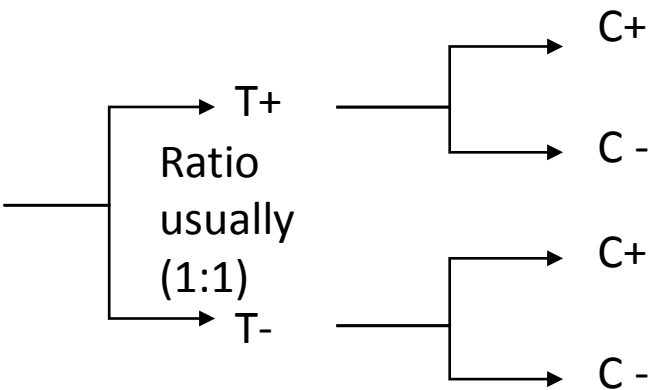 C+
T+
C -
Ratio
usually
(1:1)
C+
T-
C -